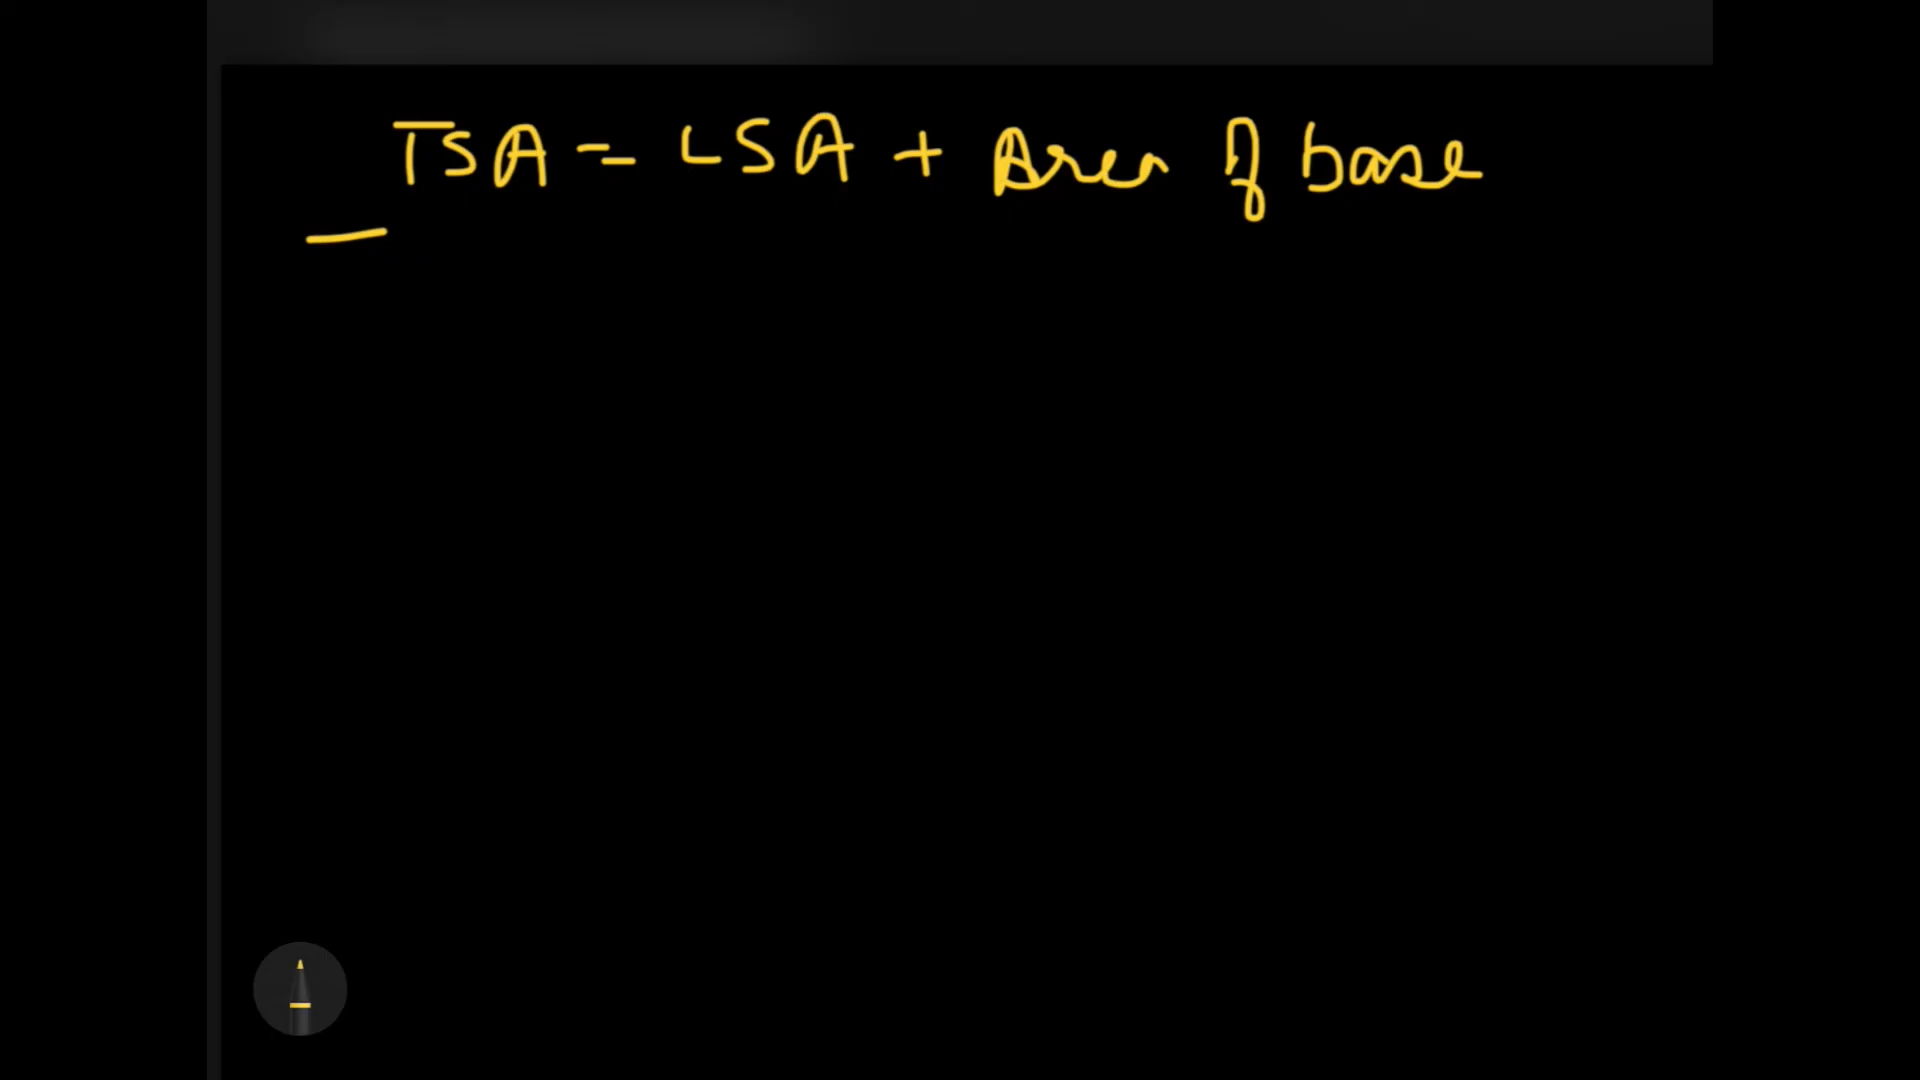 TSA = LSA + Area of base